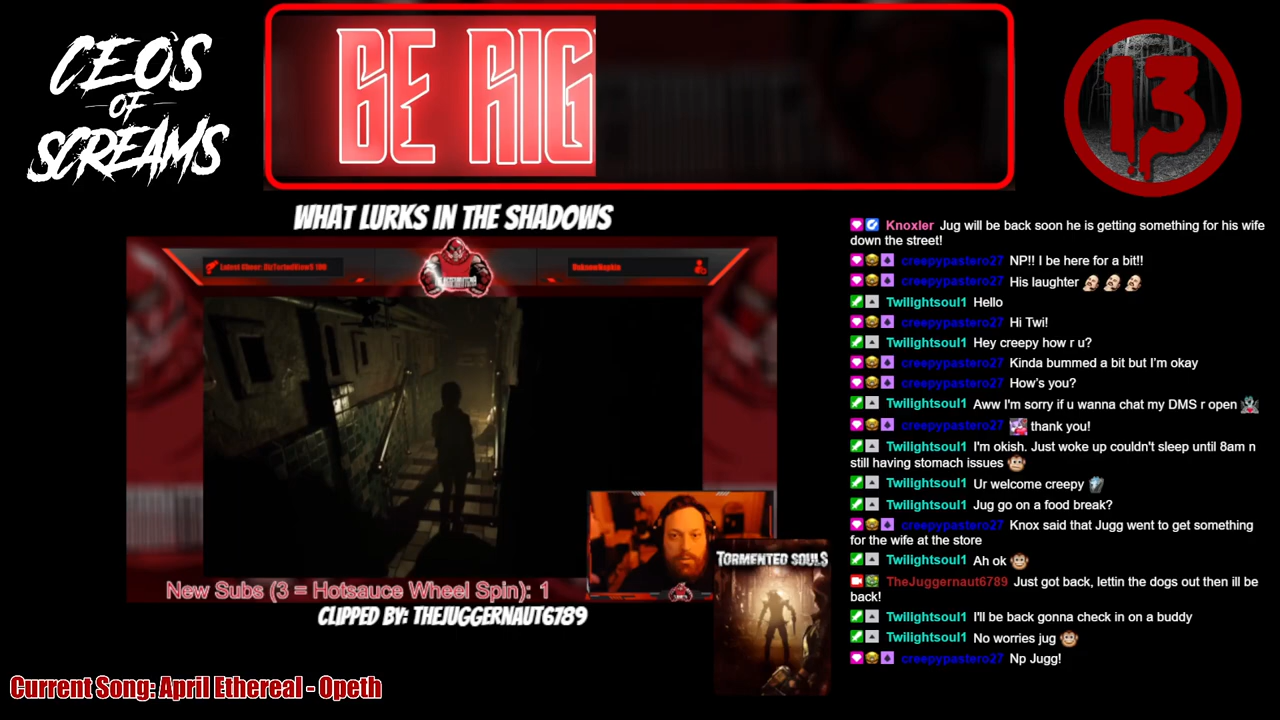 CEO'S
OF
SCREAMS
BE RIG
13
WHAT LURKS IN THE SHADOWS
Latest Cheer: DizTortedViewS 100
New Subs (3 = Hotsauce Wheel Spin): 1
TORMENTED SOULS
CLIPPED BY: THEJUGGERNAUT6789
Current Song: April Ethereal - Opeth
Knoxler Jug will be back soon he is getting something for his wife
down the street!
creepypastero27 NP!! I be here for a bit!!
creepypastero27 His laughter
Twilightsoul1 Hello
creepypastero27 Hi Twi!
Twilightsoul1 Hey creepy how r u?
creepypastero27 Kinda bummed a bit but I'm okay
creepypastero27 How's you?
Twilightsoul1 Aww I'm sorry if u wanna chat my DMS r open
creepypastero27 thank you!
Twilightsoul1 I'm okish. Just woke up couldn't sleep until 8am n
still having stomach issues
Twilightsoul1 Ur welcome creepy
Twilightsoul1 Jug go on a food break?
creepypastero27 Knox said that Jugg went to get something
for the wife at the store
Twilightsoul1 Ah ok
TheJuggernaut6789 Just got back, lettin the dogs out then ill be
back!
Twilightsoul1 I'll be back gonna check in on a buddy
Twilightsoul1 No worries jug
creepypastero27 Np Jugg!